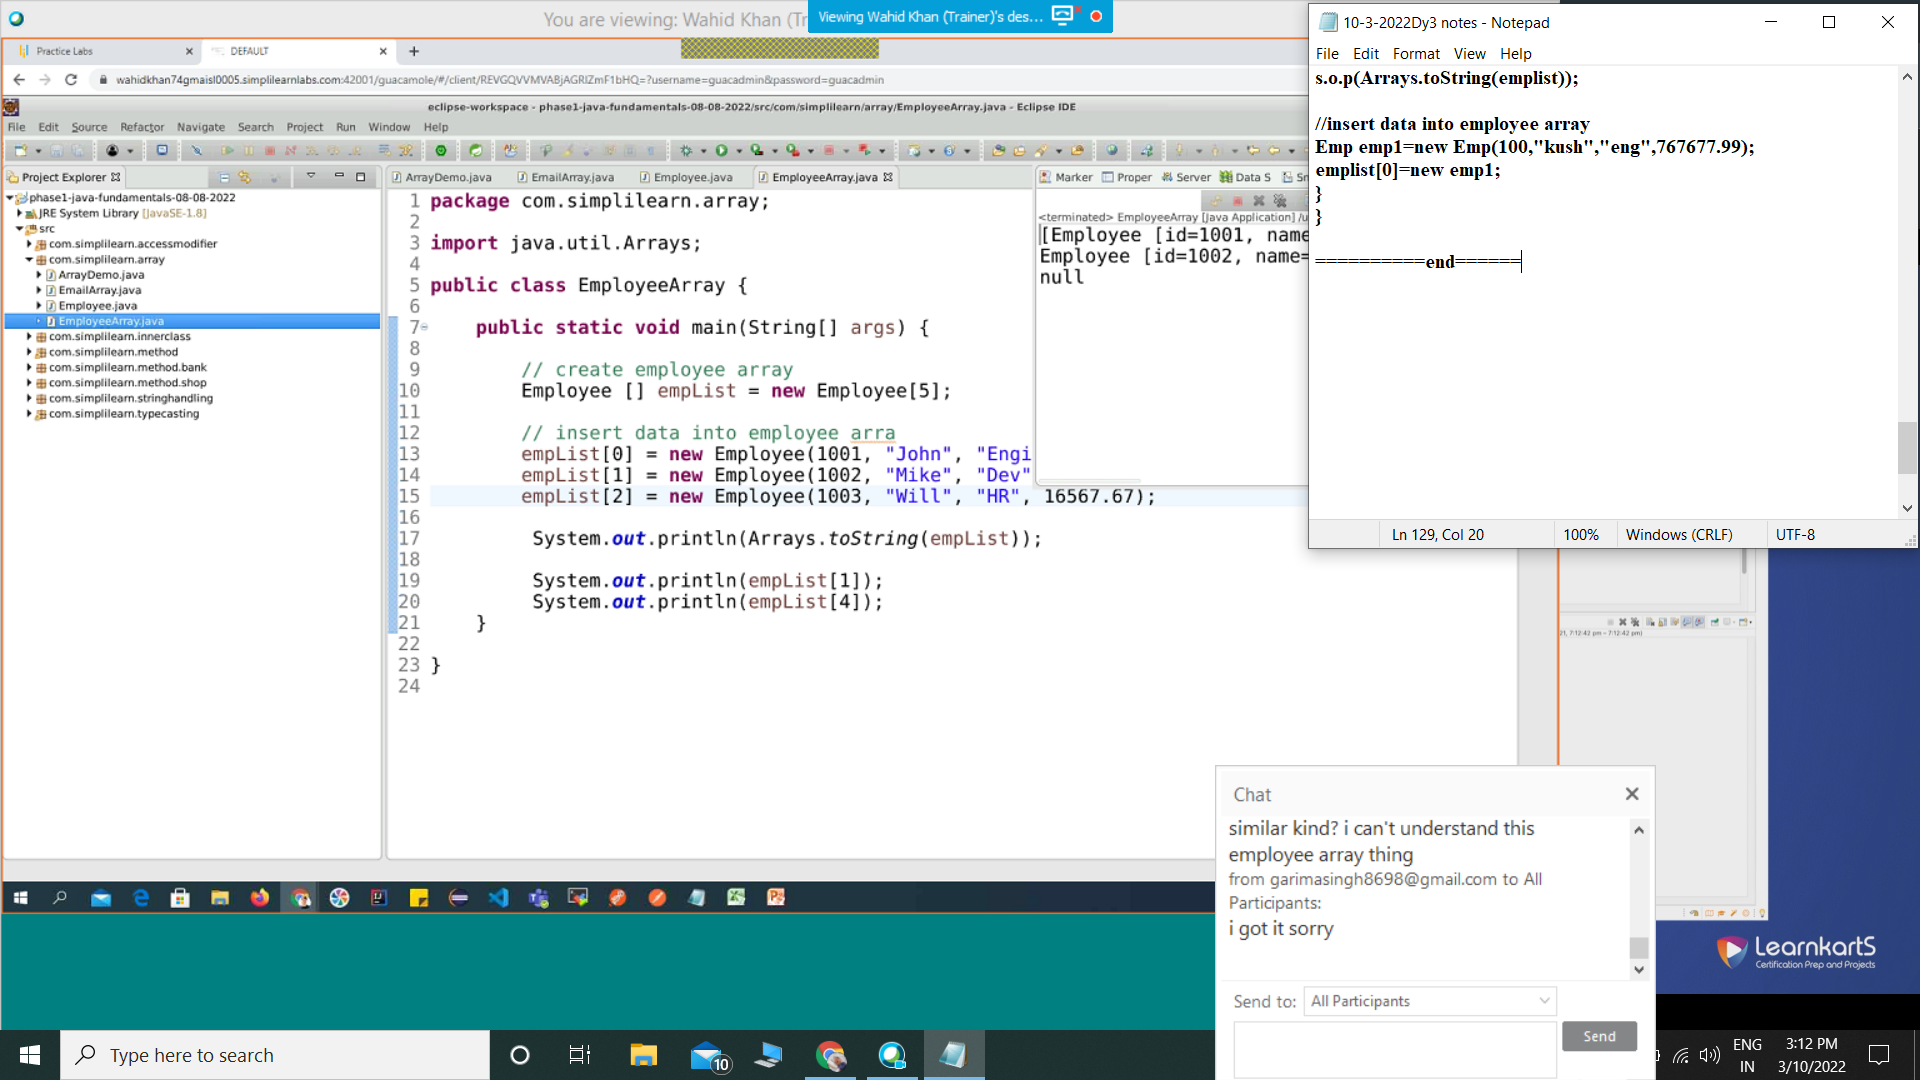 You are viewing: Wahid Khan (Tr
Viewing Wahid Khan (Trainer)'s des...
Practice Labs
DEFAULT
wahidkhan74gmaisl0005.simplilearnlabs.com:42001/guacamole/#/client/REVGQVVMVABjAGRIZmF1bHQ=?username=guacadmin&password=guacadmin
eclipse-workspace - phase1-java-fundamentals-08-08-2022/src/com/simplilearn/array/EmployeeArray.java - Eclipse IDE
File Edit Source Refactor Navigate Search Project Run Window Help
Project Explorer
phase1-java-fundamentals-08-08-2022
JRE System Library [JavaSE-1.8]
src
com.simplilearn.accessmodifier
com.simplilearn.array
ArrayDemo.java
EmailArray.java
Employee.java
EmployeeArray.java
com.simplilearn.innerclass
com.simplilearn.method
com.simplilearn.method.bank
com.simplilearn.method.shop
com.simplilearn.stringhandling
com.simplilearn.typecasting
ArrayDemo.java EmailArray.java Employee.java EmployeeArray.java
1 package com.simplilearn.array;
2
3 import java.util.Arrays;
4
5 public class EmployeeArray {
6
7 public static void main(String[] args) {
8
9 // create employee array
10 Employee [] empList = new Employee[5];
11
12 // insert data into employee arra
13 empList[0] = new Employee(1001, "John", "Engi
14 empList[1] = new Employee(1002, "Mike", "Dev"
15 empList[2] = new Employee(1003, "Will", "HR", 16567.67);
16
17 System.out.println(Arrays.toString(empList));
18
19 System.out.println(empList[1]);
20 System.out.println(empList[4]);
21 }
22
23 }
24
Marker Proper Server Data S Sn
<terminated> EmployeeArray [Java Application] /u
[Employee [id=1001, name
Employee [id=1002, name=
null
10-3-2022Dy3 notes - Notepad
File Edit Format View Help
s.o.p(Arrays.toString(emplist));
//insert data into employee array
Emp emp1=new Emp(100,"kush","eng",767677.99);
emplist[0]=new emp1;
}
}
==========end======
Ln 129, Col 20 100% Windows (CRLF) UTF-8
21, 7:12:42 pm – 7:12:42 pm)
Chat
similar kind? i can't understand this
employee array thing
from garimasingh8698@gmail.com to All
Participants:
i got it sorry
Send to: All Participants
Send
LearnkartS
Certification Prep and Projects
Type here to search
10
ENG
IN
3:12 PM
3/10/2022